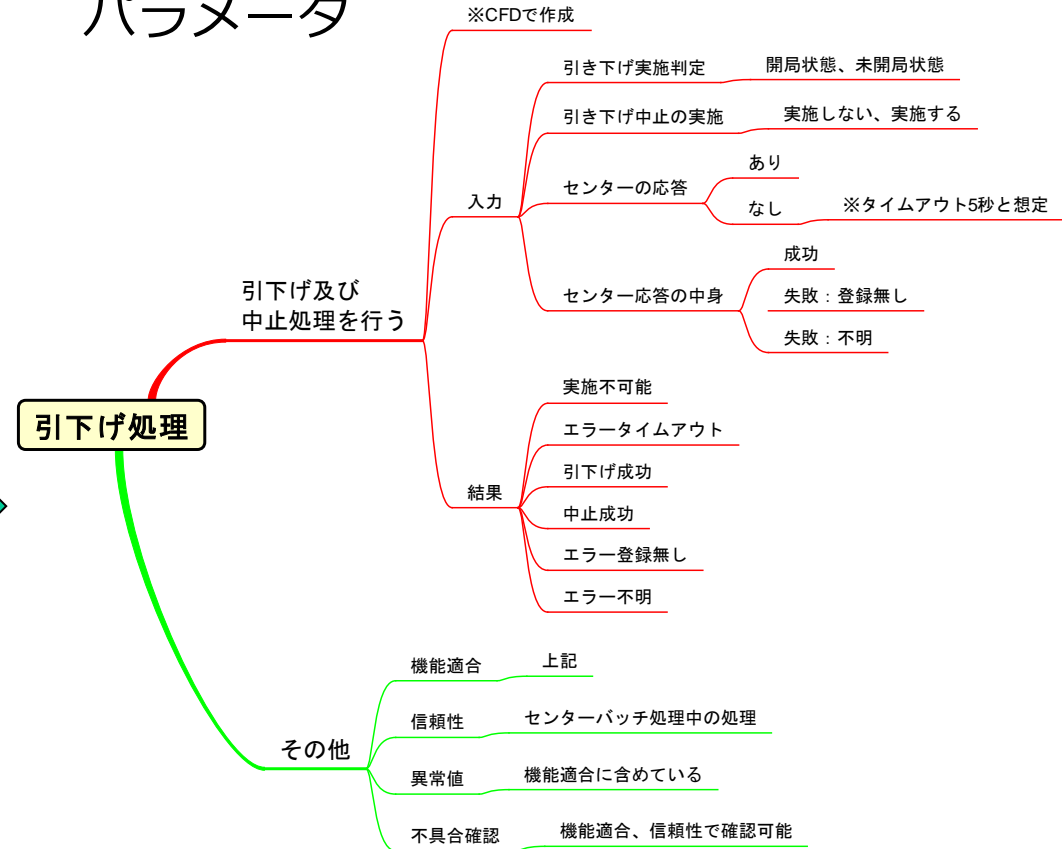 パラメータ
※CFDで作成
引き下げ実施判定
開局状態、未開局状態
引き下げ中止の実施
実施しない、実施する
あり
センターの応答
入力
なし
※タイムアウト5秒と想定
成功
センター応答の中身
失敗：登録無し
失敗：不明
引下げ及び
中止処理を行う
実施不可能
エラータイムアウト
引下げ処理
引下げ成功
結果
中止成功
エラー登録無し
エラー不明
機能適合
上記
信頼性
センターバッチ処理中の処理
その他
異常値
機能適合に含めている
不具合確認
機能適合、信頼性で確認可能